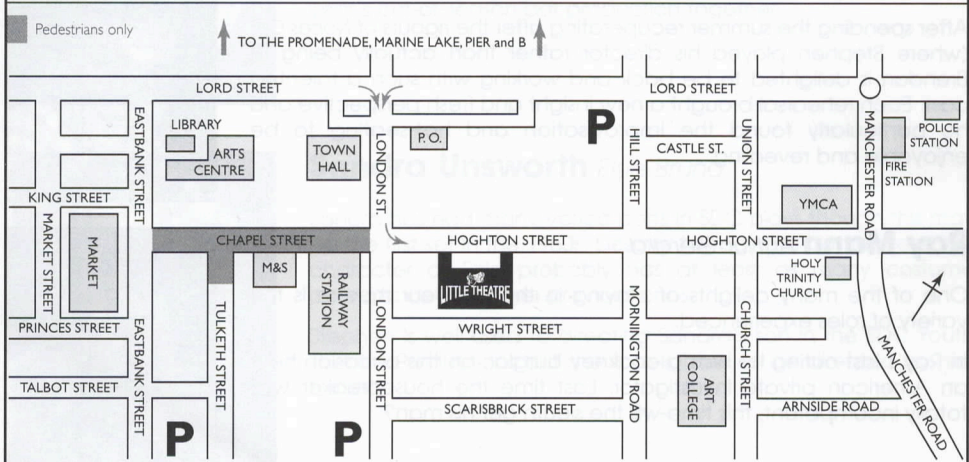 Pedestrians only
TO THE PROMENADE, MARINE LAKE, PIER and B
LORD STREET
LORD STREET
LIBRARY
ARTS
CENTRE
TOWN
HALL
LONDON ST.
P. O.
P
HILL STREET
CASTLE ST.
UNION STREET
MANCHESTER ROAD
POLICE
STATION
FIRE
STATION
YMCA
EASTBANK STREET
KING STREET
MARKET STREET
MARKET
CHAPEL STREET
HOGHTON STREET
HOGHTON STREET
M&S
RAILWAY
STATION
LITTLE THEATRE
HOLY
TRINITY
CHURCH
PRINCES STREET
EASTBANK STREET
TULKETH STREET
LONDON STREET
WRIGHT STREET
MORNINGTON ROAD
CHURCH STREET
MANCHESTER ROAD
TALBOT STREET
ART
COLLEGE
SCARISBRICK STREET
ARNSIDE ROAD
P
P